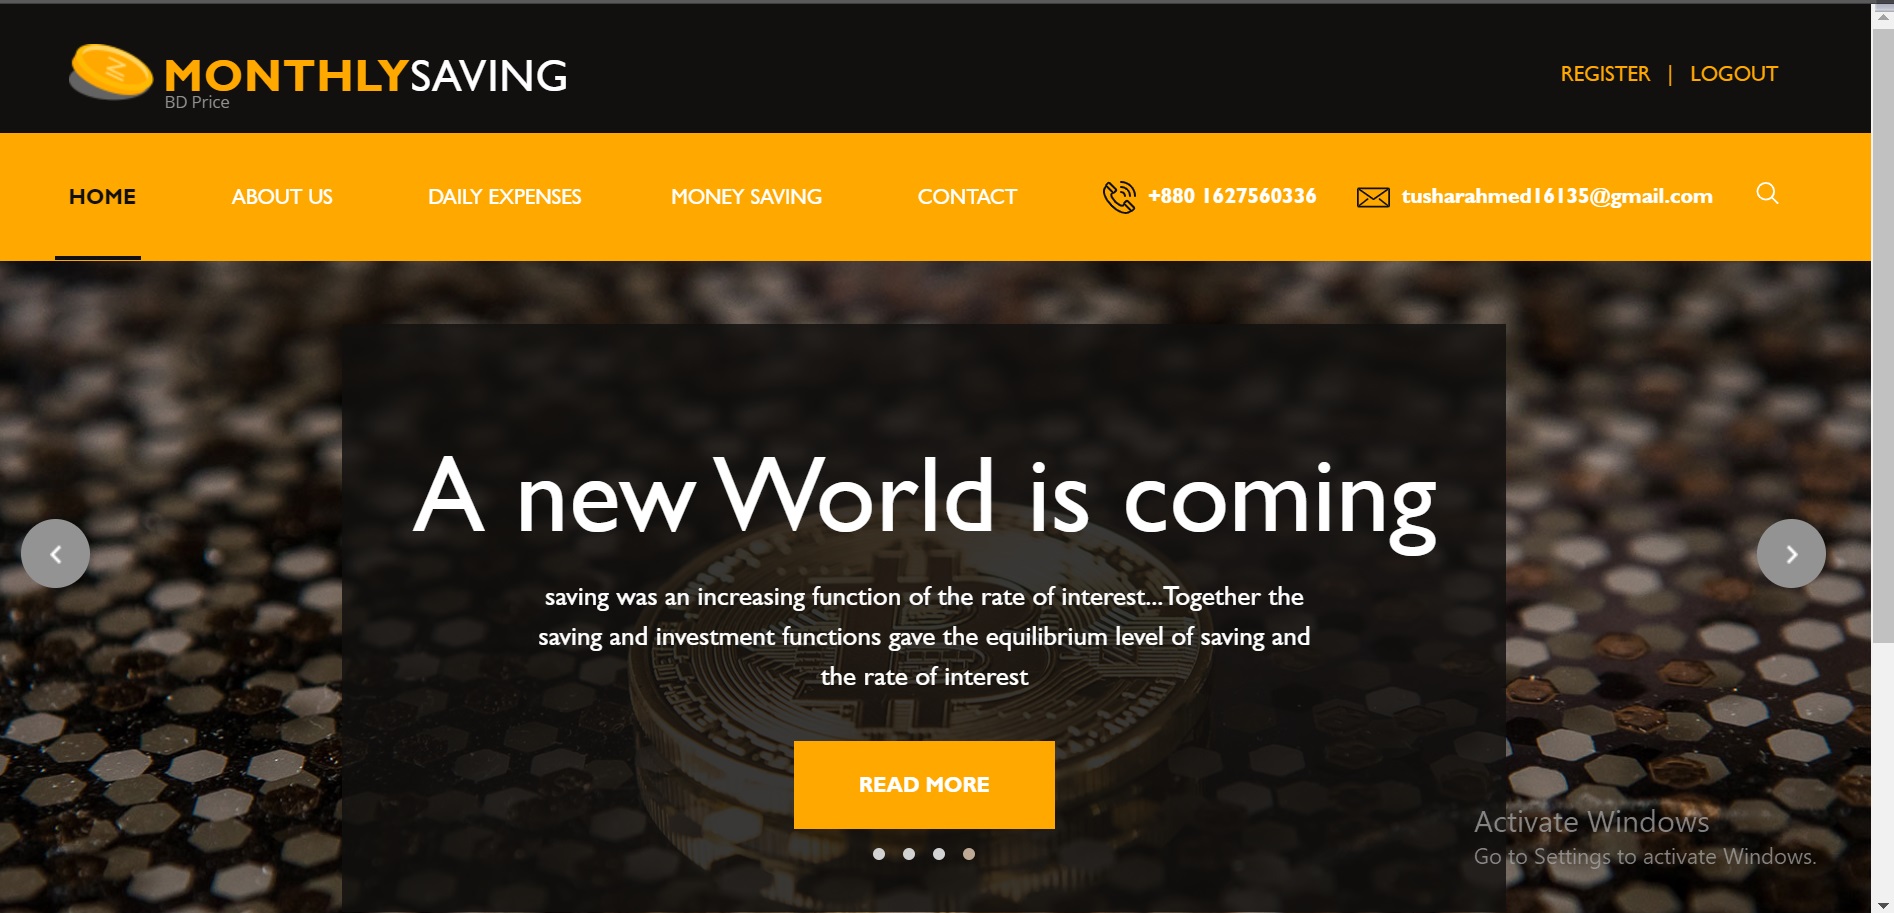 MONTHLYSAVING
BD Price
REGISTER | LOGOUT
HOME ABOUT US DAILY EXPENSES MONEY SAVING CONTACT +880 1627560336 tusharahmed16135@gmail.com
A new World is coming
saving was an increasing function of the rate of interest...Together the
saving and investment functions gave the equilibrium level of saving and
the rate of interest
READ MORE
Activate Windows
Go to Settings to activate Windows.